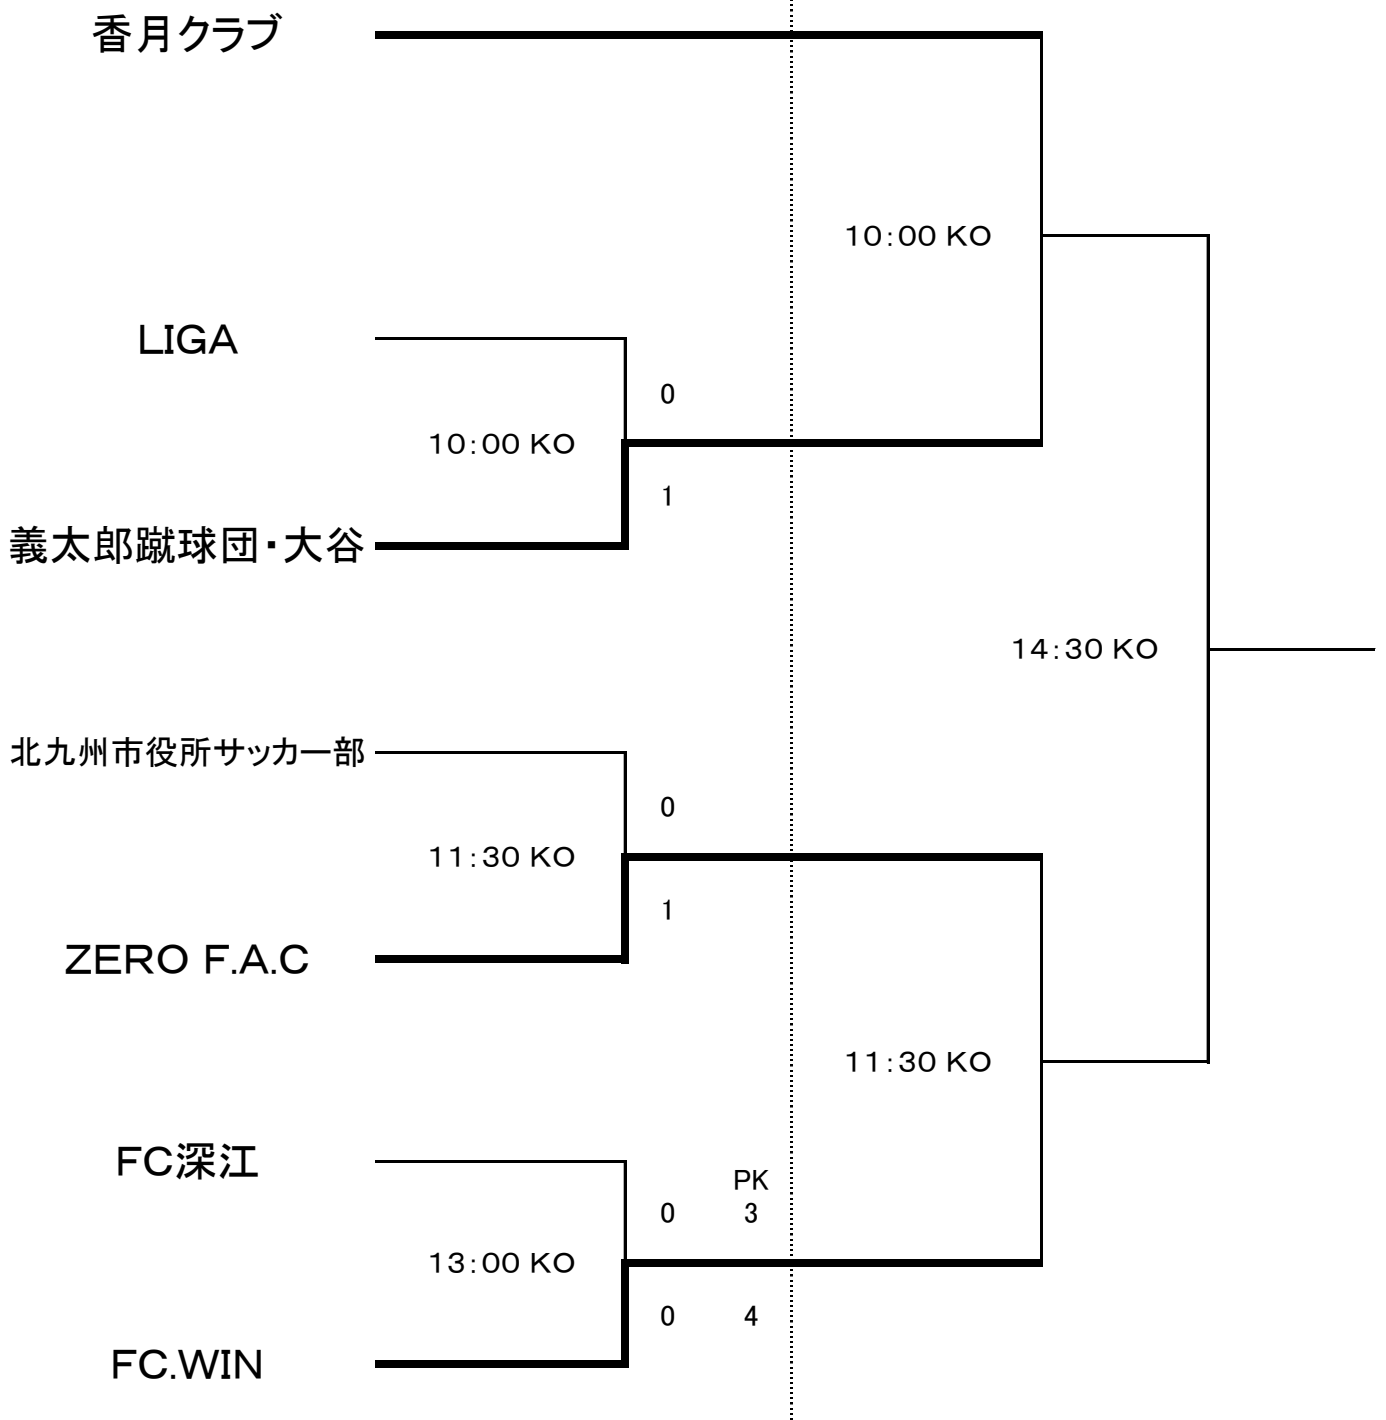 香月クラブ
10:00 KO
LIGA
0
10:00 KO
1
義太郎蹴球団・大谷
14:30 KO
北九州市役所サッカー部
0
11:30 KO
1
ZERO F.A.C
11:30 KO
FC深江
PK
0 3
13:00 KO
0 4
FC.WIN